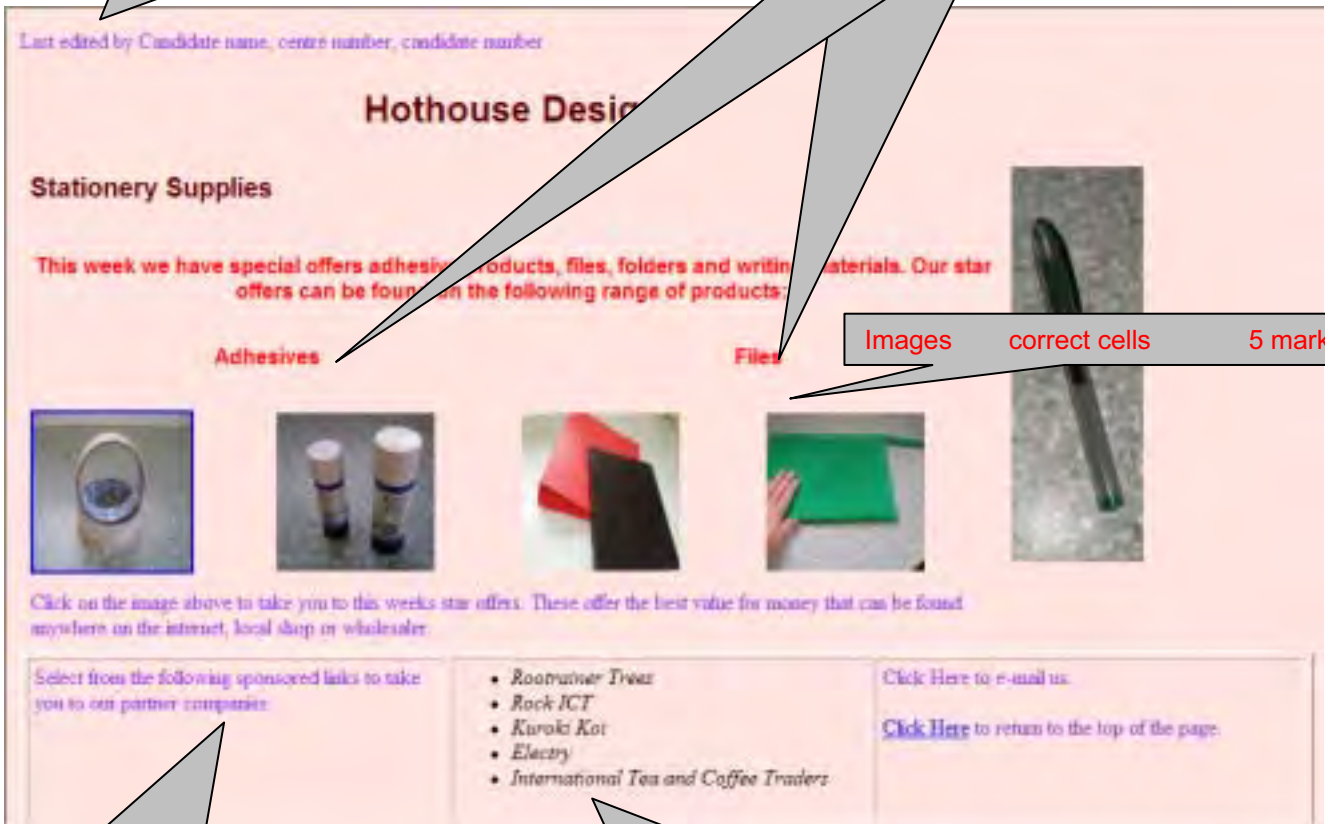 Last edited by Candidate name, centre number, candidate number
Hothouse Desig
Stationery Supplies
This week we have special offers adhesive products, files, folders and writing materials. Our star
offers can be found on the following range of products:
Adhesives Files
Images correct cells 5 mark
Click on the image above to take you to this weeks star offers. These offer the best value for money that can be found
anywhere on the internet, local shop or wholesaler.
Select from the following sponsored links to take
you to our partner companies:
• Rootrainer Trees
• Rock ICT
• Kuroki Koi
• Electry
• International Tea and Coffee Traders
Click Here to e-mail us.
Click Here to return to the top of the page.